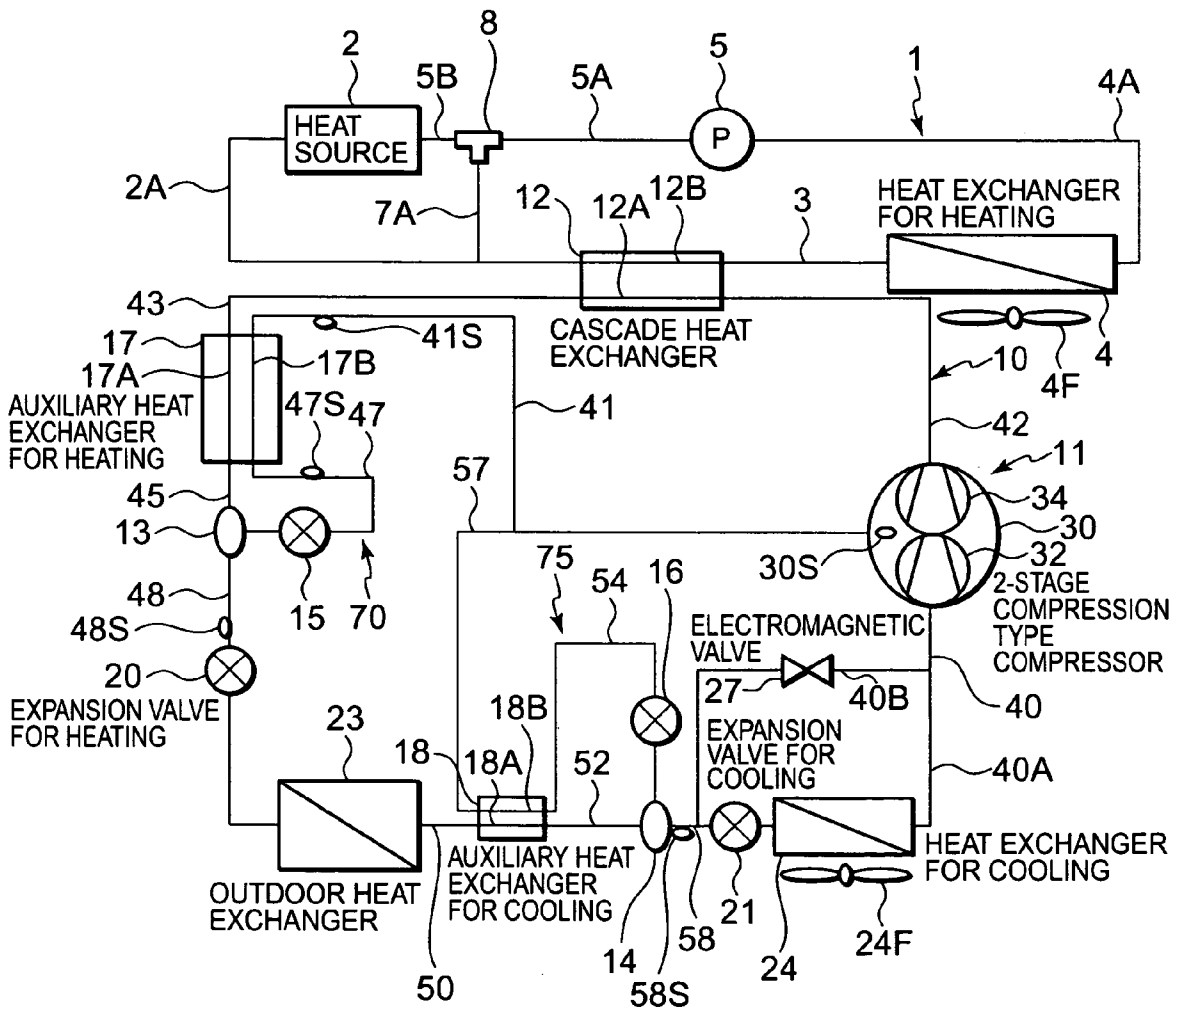 8
2
5
1
5B
5A
4A
HEAT
SOURCE
P
2A
7A
12
12A
12B
3
HEAT EXCHANGER
FOR HEATING
43
41S
CASCADE HEAT
EXCHANGER
4
4F
10
17
17A
17B
AUXILIARY HEAT
EXCHANGER
FOR HEATING
47S
47
41
42
11
45
57
34
13
30
30S
32
15
70
75
54
16
2-STAGE
COMPRESSION
TYPE
COMPRESSOR
48
48S
ELECTROMAGNETIC
VALVE
20
27
40B
40
EXPANSION VALVE
FOR HEATING
23
18
18A
18B
52
EXPANSION
VALVE FOR
COOLING
40A
AUXILIARY HEAT
EXCHANGER
FOR COOLING
HEAT EXCHANGER
FOR COOLING
OUTDOOR HEAT
EXCHANGER
50
14
58S
58
21
24
24F